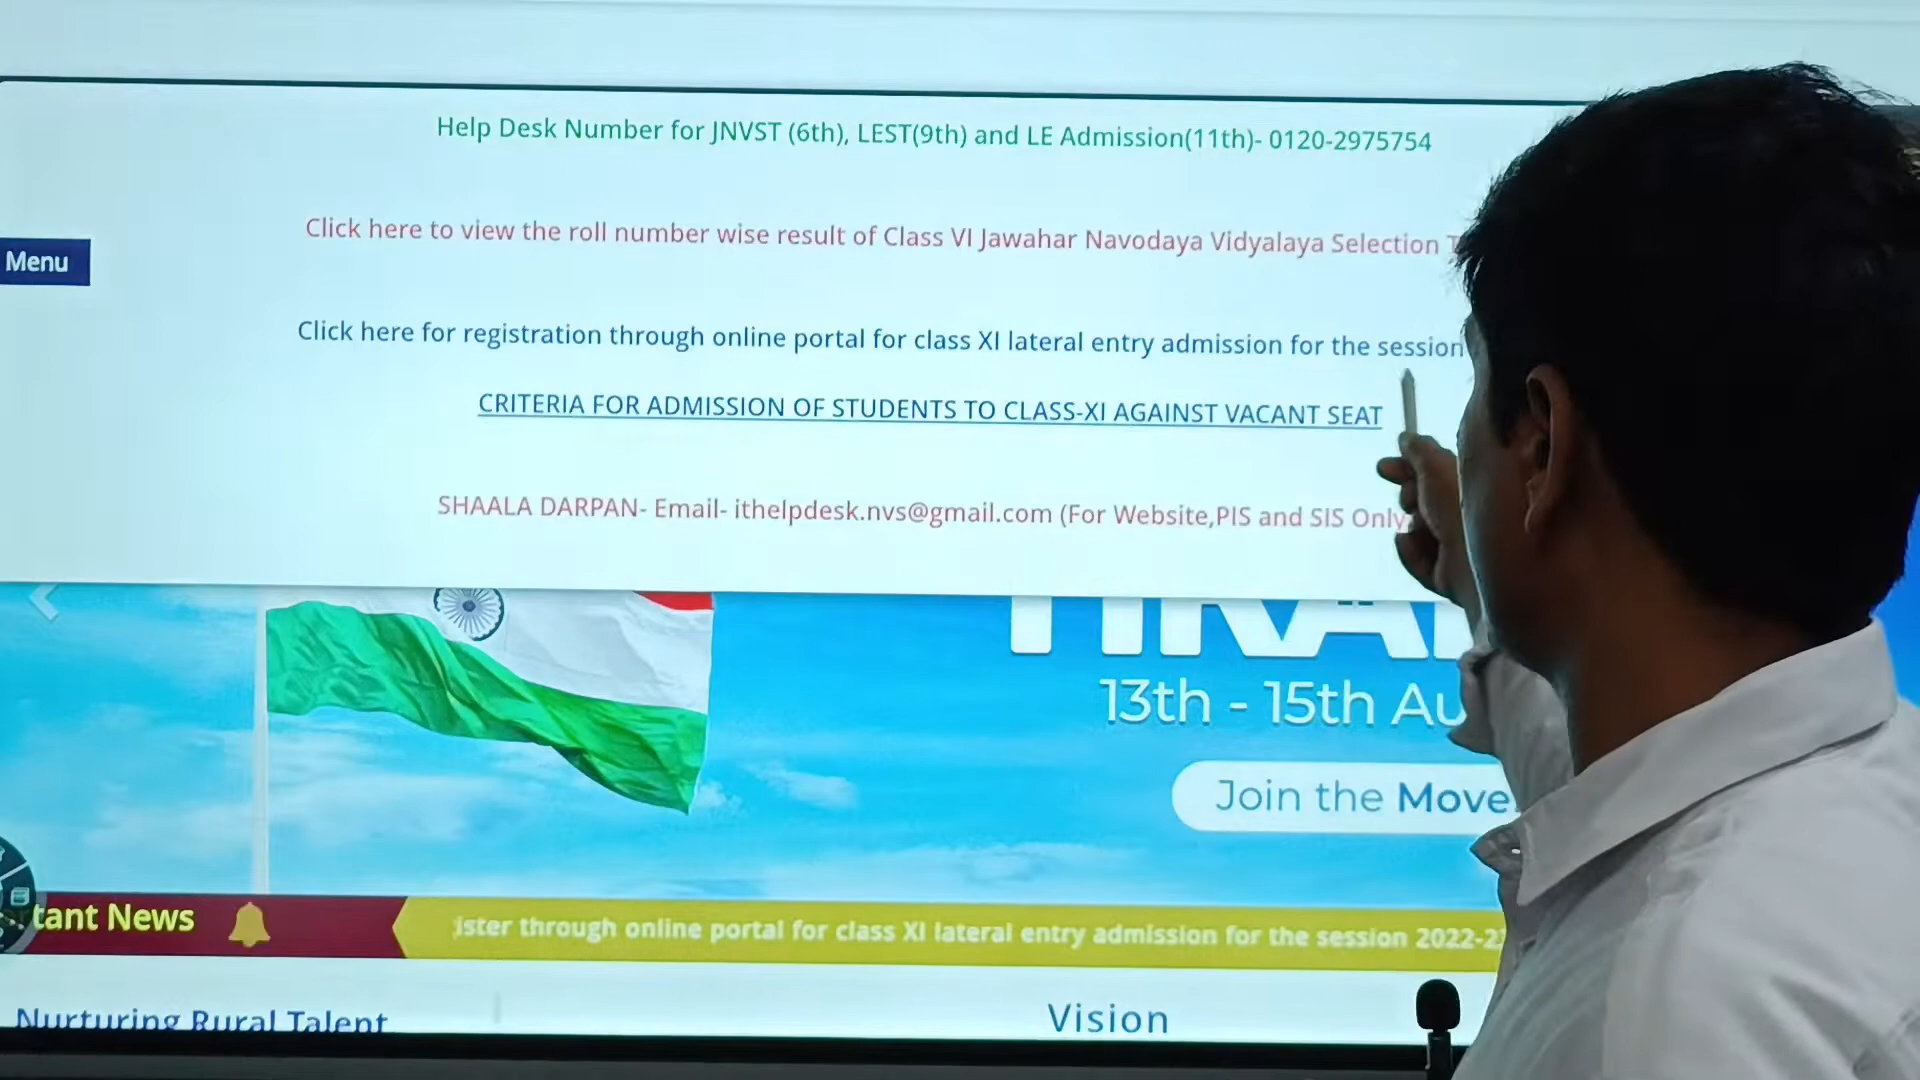 Help Desk Number for JNVST (6th), LEST(9th) and LE Admission(11th)- 0120-2975754
Click here to view the roll number wise result of Class VI Jawahar Navodaya Vidyalaya Selection
Menu
Click here for registration through online portal for class XI lateral entry admission for the session
CRITERIA FOR ADMISSION OF STUDENTS TO CLASS-XI AGAINST VACANT SEAT
SHAALA DARPAN- Email- ithelpdesk.nvs@gmail.com (For Website,PIS and SIS Only
13th - 15th Au
Join the Move
tant News
ister through online portal for class XI lateral entry admission for the session 2022-2
Nurturing Rural Talent
Vision